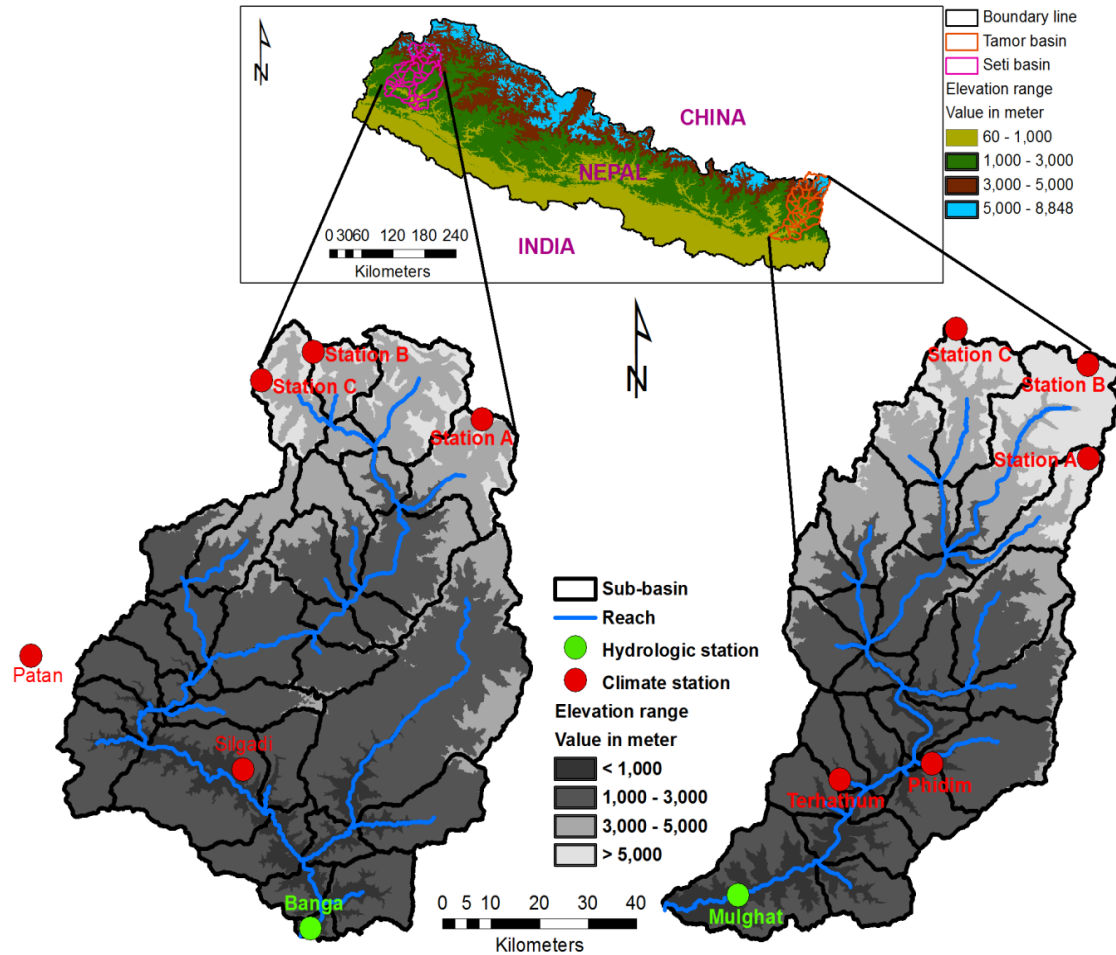 N
CHINA
NEPAL
INDIA
0 3060 120 180 240
Kilometers
Boundary line
Tamor basin
Seti basin
Elevation range
Value in meter
60 - 1,000
1,000 - 3,000
3,000 - 5,000
5,000 - 8,848
N
Station B
Station C
Station A
Patan
Silgadi
Banga
Station C
Station B
Station A
Terhathum
Phidim
Mulghat
Sub-basin
Reach
Hydrologic station
Climate station
Elevation range
Value in meter
< 1,000
1,000 - 3,000
3,000 - 5,000
> 5,000
0 5 10 20 30 40
Kilometers